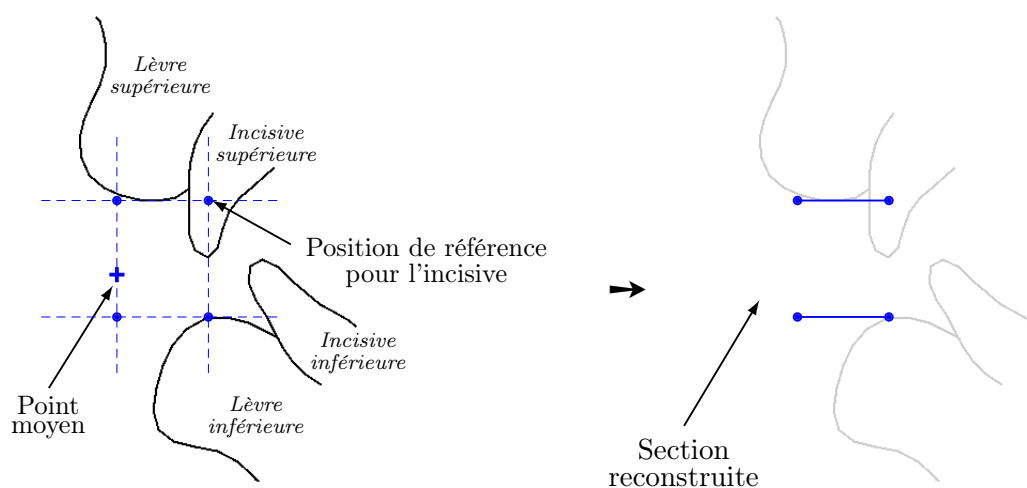 Lèvre
supérieure
Incisive
supérieure
Position de référence
pour l'incisive
Incisive
inférieure
Point
moyen
Lèvre
inférieure
Section
reconstruite